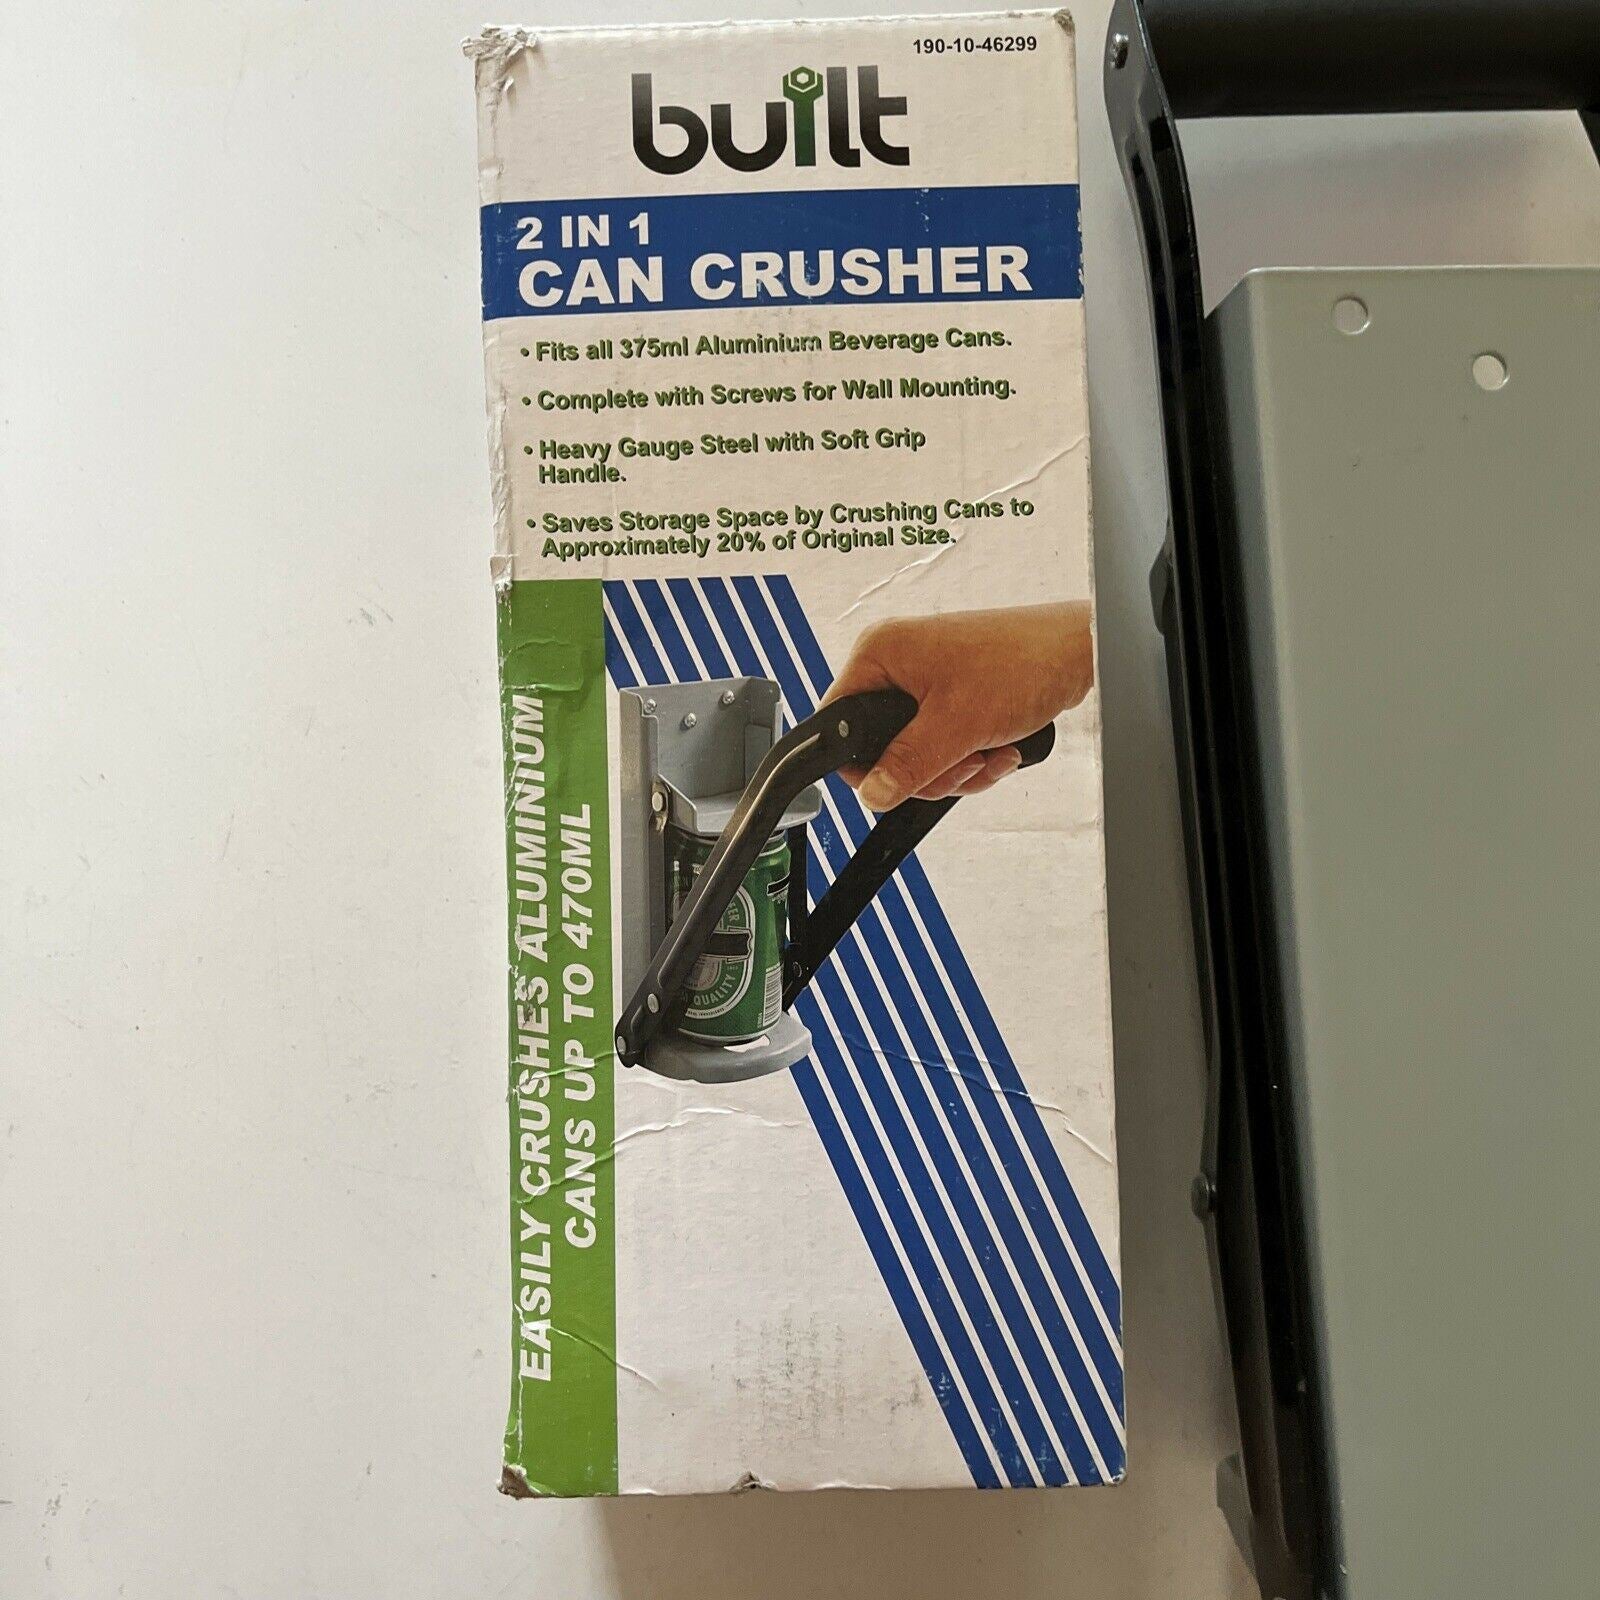 190-10-46299
built
2 IN 1
CAN CRUSHER
• Fits all 375ml Aluminium Beverage Cans.
• Complete with Screws for Wall Mounting.
• Heavy Gauge Steel with Soft Grip
Handle.
• Saves Storage Space by Crushing Cans to
Approximately 20% of Original Size.
EASILY CRUSHES ALUMINIUM
CANS UP TO 470ML
QUALITY